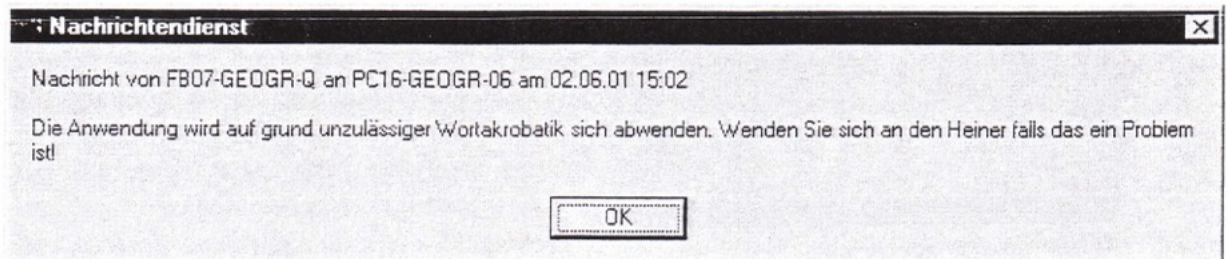 Nachrichtendienst
Nachricht von FB07-GEOGR-Q an PC16-GEOGR-06 am 02.06.01 15:02
Die Anwendung wird auf grund unzulässiger Wortakrobatik sich abwenden. Wenden Sie sich an den Heiner falls das ein Problem
ist!
OK